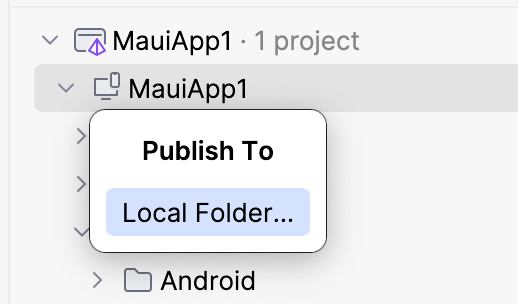 MauiApp1 · 1 project
MauiApp1
Publish To
Local Folder...
Android